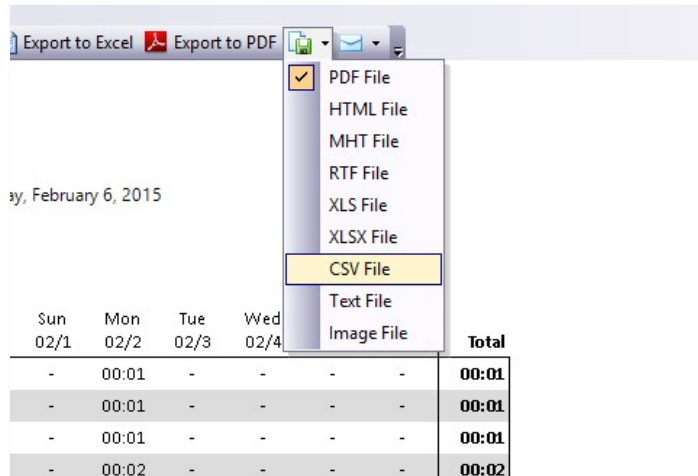 Export to Excel Export to PDF
PDF File
HTML File
MHT File
RTF File
XLS File
XLSX File
CSV File
Text File
Image File
ay, February 6, 2015
Sun Mon Tue Wed
02/1 02/2 02/3 02/4 Total
- 00:01 - - - - 00:01
- 00:01 - - - - 00:01
- 00:01 - - - - 00:01
- 00:02 - - - - 00:02